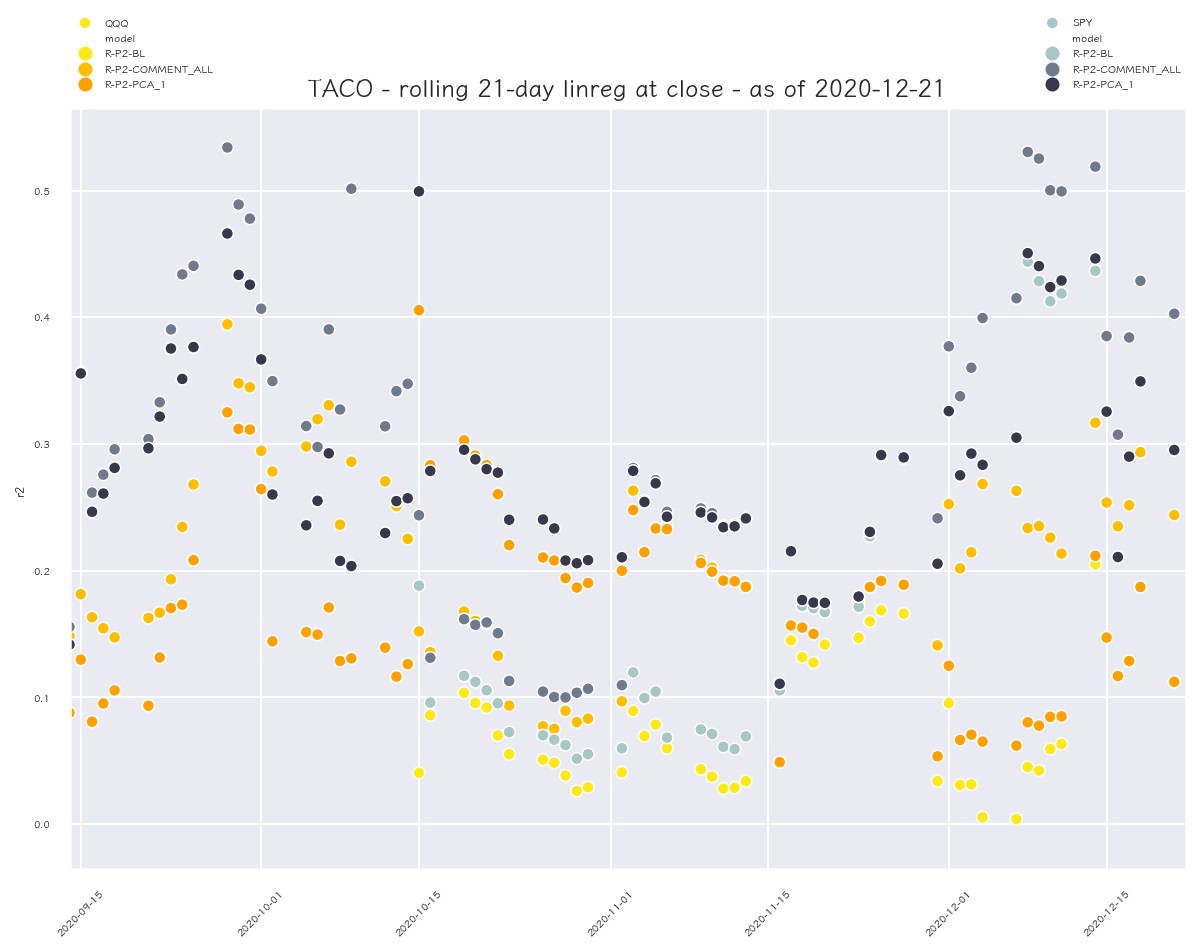 QQQ
model
R-P2-BL
R-P2-COMMENT_ALL
R-P2-PCA_1
SPY
model
R-P2-BL
R-P2-COMMENT_ALL
R-P2-PCA_1
TACO - rolling 21-day linreg at close - as of 2020-12-21
r2
0.5
0.4
0.3
0.2
0.1
0.0
2020-09-15
2020-10-01
2020-10-15
2020-11-01
2020-11-15
2020-12-01
2020-12-15